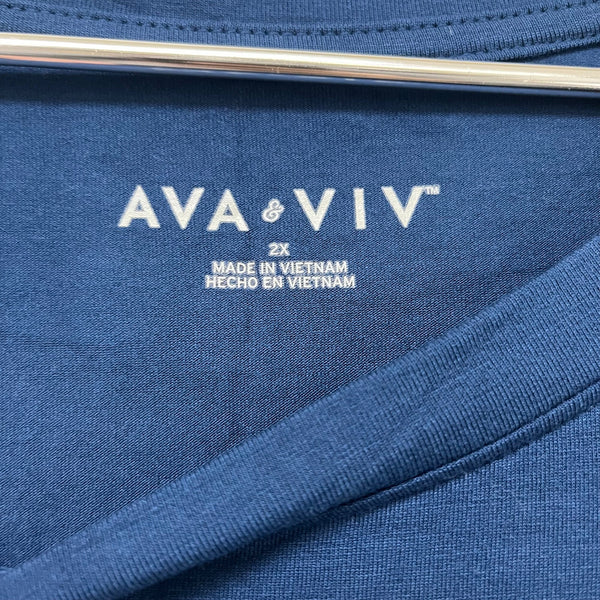 AVA & VIV™
2X
MADE IN VIETNAM
HECHO EN VIETNAM